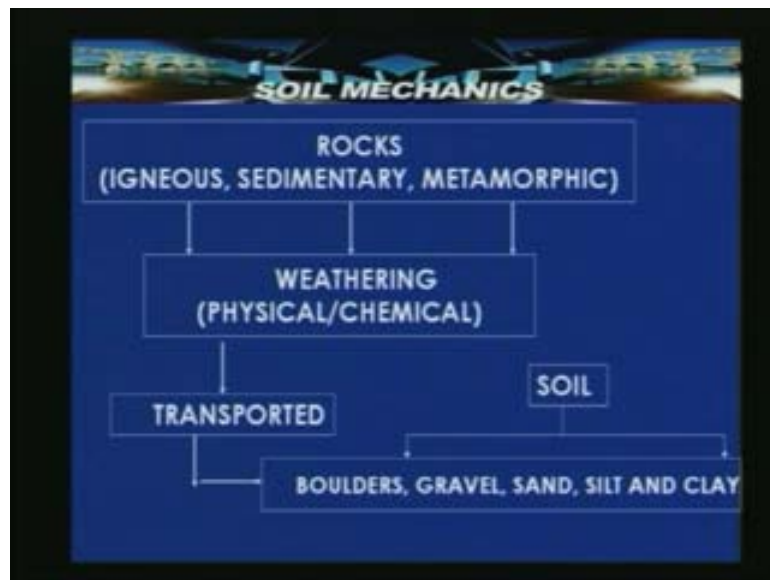 SOIL MECHANICS
ROCKS
(IGNEOUS, SEDIMENTARY, METAMORPHIC)
WEATHERING
(PHYSICAL/CHEMICAL)
SOIL
TRANSPORTED
BOULDERS, GRAVEL, SAND, SILT AND CLAY